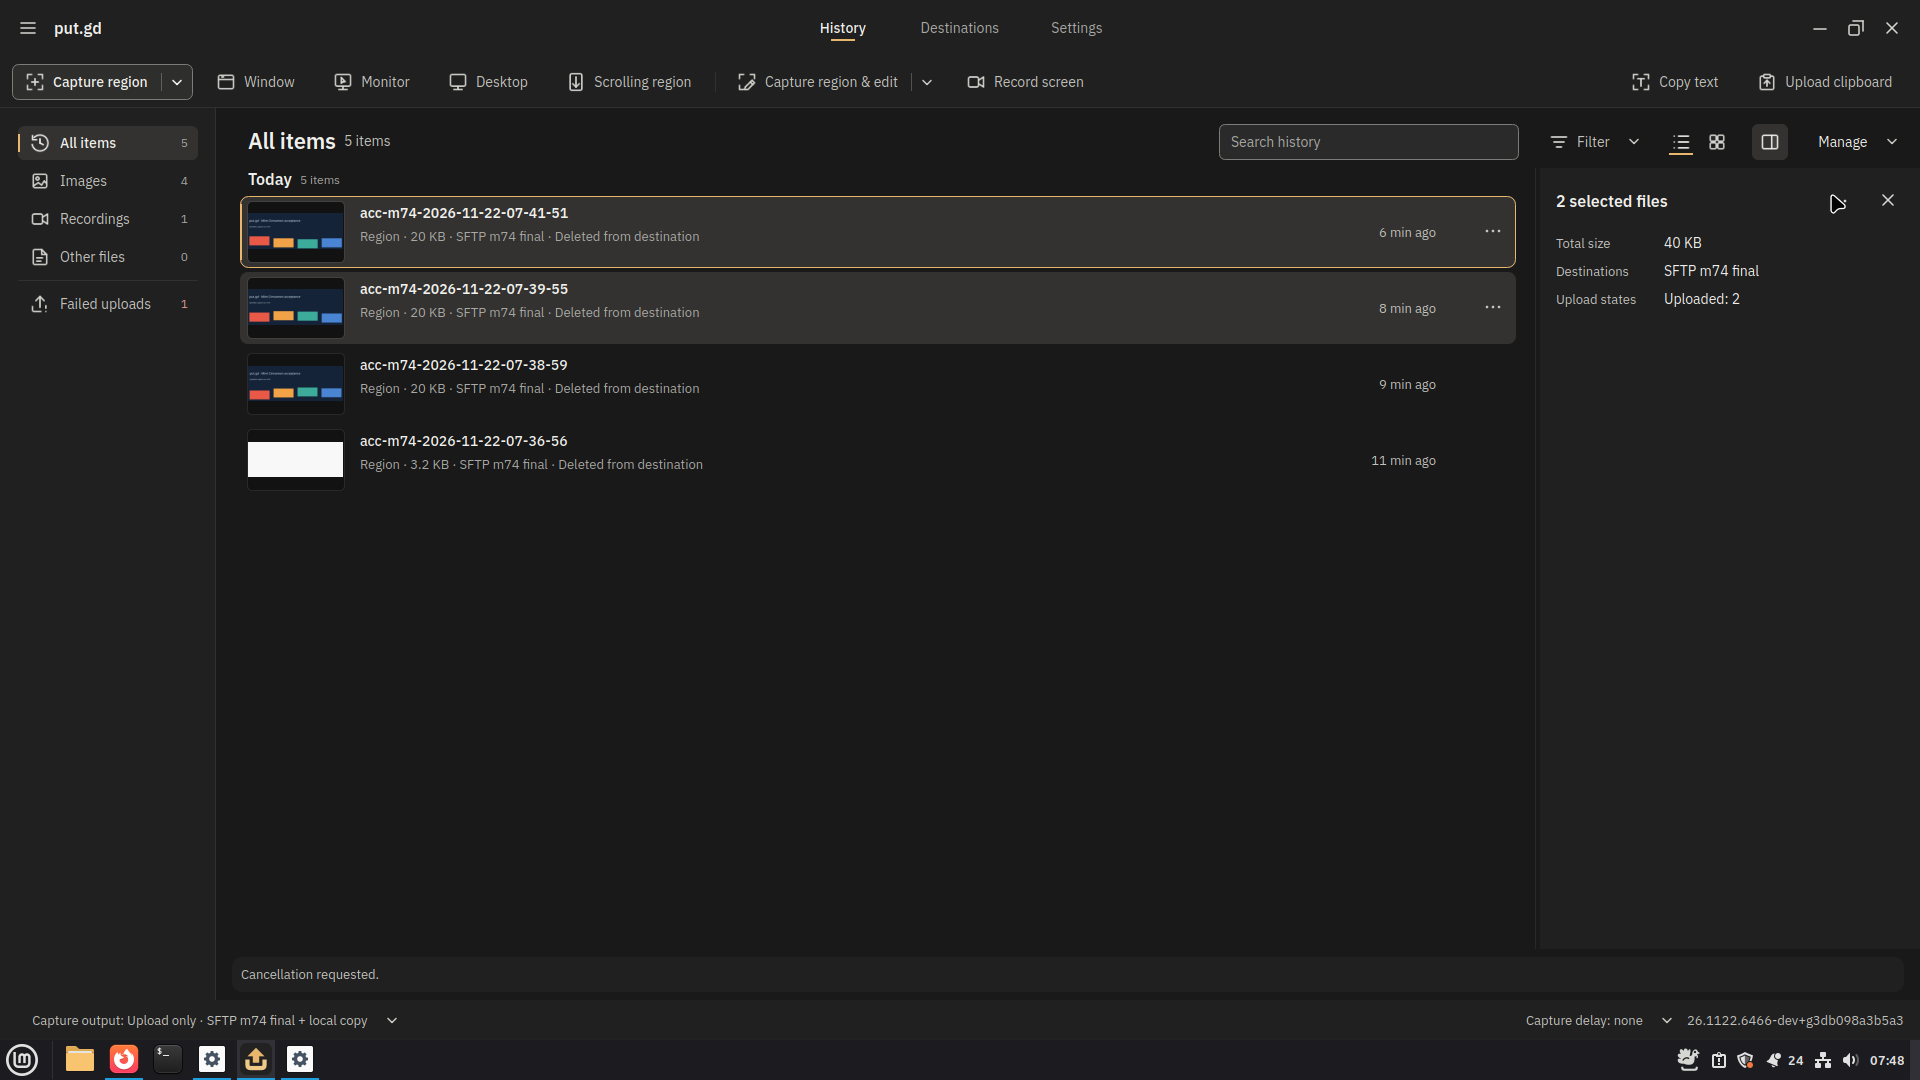 put.gd
History
Destinations
Settings
Capture region
Window
Monitor
Desktop
Scrolling region
Capture region & edit
Record screen
Copy text
Upload clipboard
All items 5
Images 4
Recordings 1
Other files 0
Failed uploads 1
All items 5 items
Search history
Filter
Manage
Today 5 items
acc-m74-2026-11-22-07-41-51
Region · 20 KB · SFTP m74 final · Deleted from destination
6 min ago
acc-m74-2026-11-22-07-39-55
Region · 20 KB · SFTP m74 final · Deleted from destination
8 min ago
acc-m74-2026-11-22-07-38-59
Region · 20 KB · SFTP m74 final · Deleted from destination
9 min ago
acc-m74-2026-11-22-07-36-56
Region · 3.2 KB · SFTP m74 final · Deleted from destination
11 min ago
2 selected files
Total size 40 KB
Destinations SFTP m74 final
Upload states Uploaded: 2
Cancellation requested.
Capture output: Upload only · SFTP m74 final + local copy
Capture delay: none
26.1122.6466-dev+g3db098a3b5a3
24
07:48